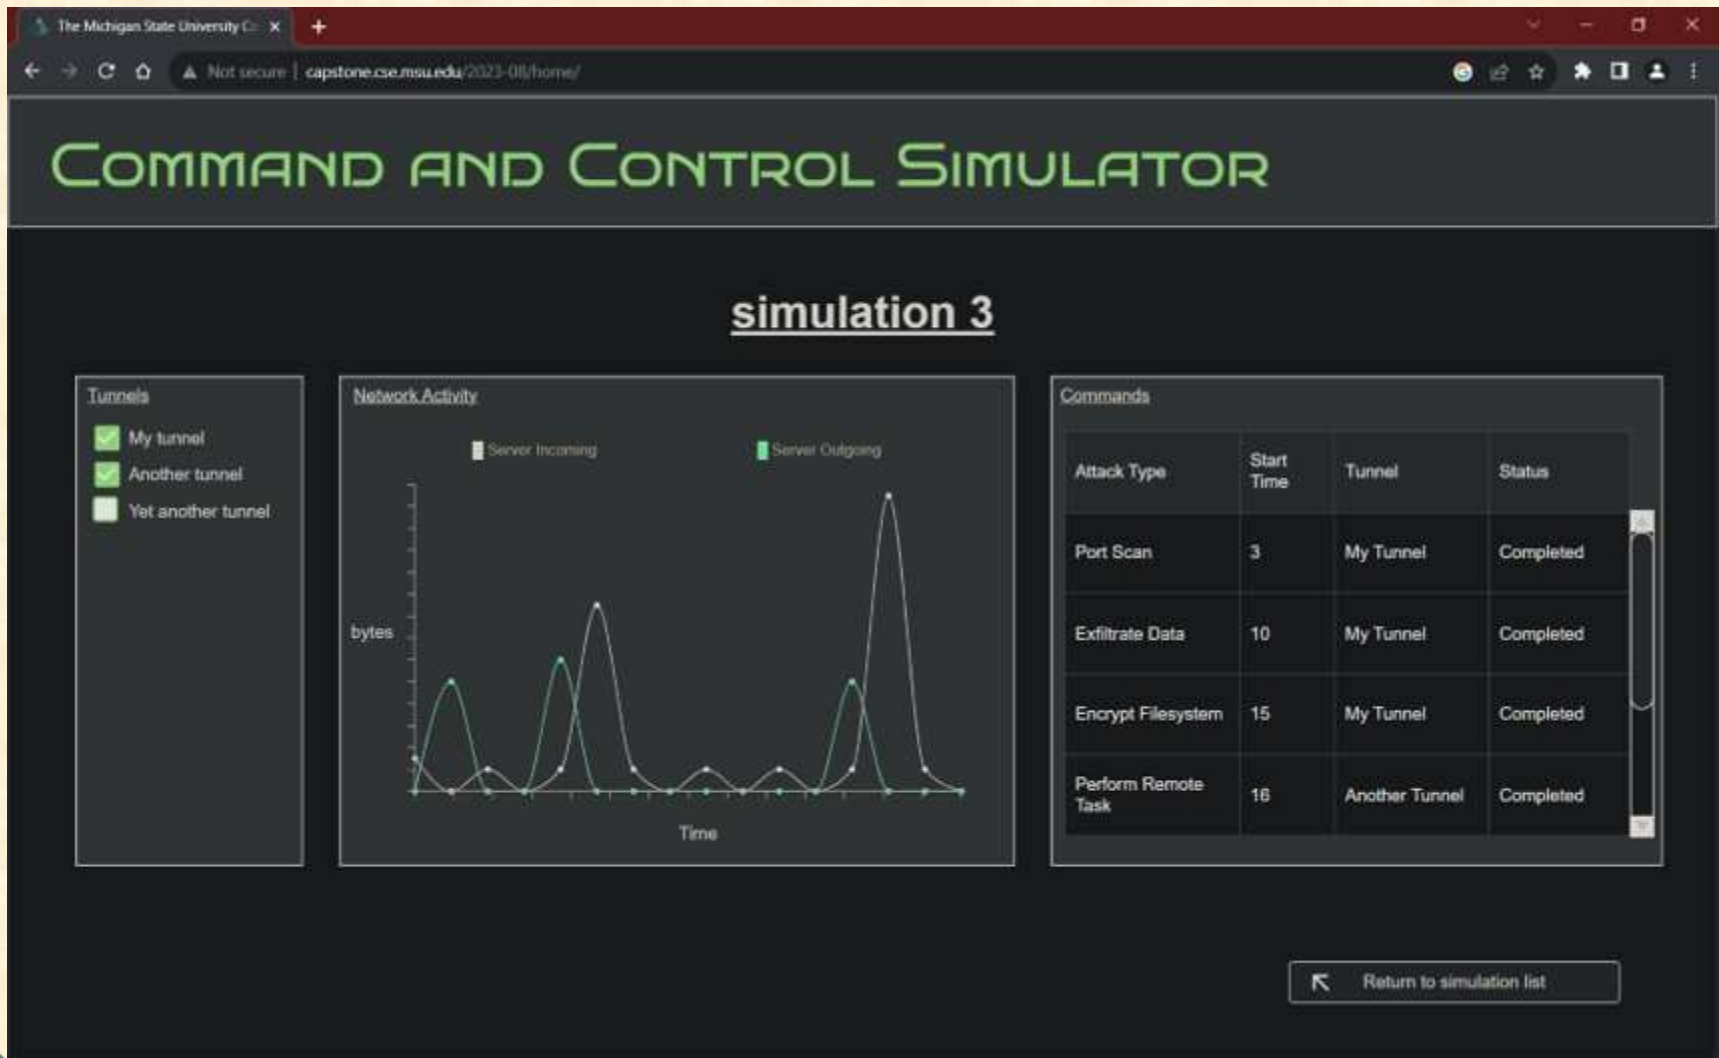 The Michigan State University C
Not secure | capstone.cse.msu.edu/2023-08/home/
Command and Control Simulator
simulation 3
Tunnels
My tunnel
Another tunnel
Yet another tunnel
Network Activity
Server Incoming
Server Outgoing
bytes
Time
Commands
Attack Type Start Time Tunnel Status
Port Scan 3 My Tunnel Completed
Exfiltrate Data 10 My Tunnel Completed
Encrypt Filesystem 15 My Tunnel Completed
Perform Remote Task 16 Another Tunnel Completed
Return to simulation list